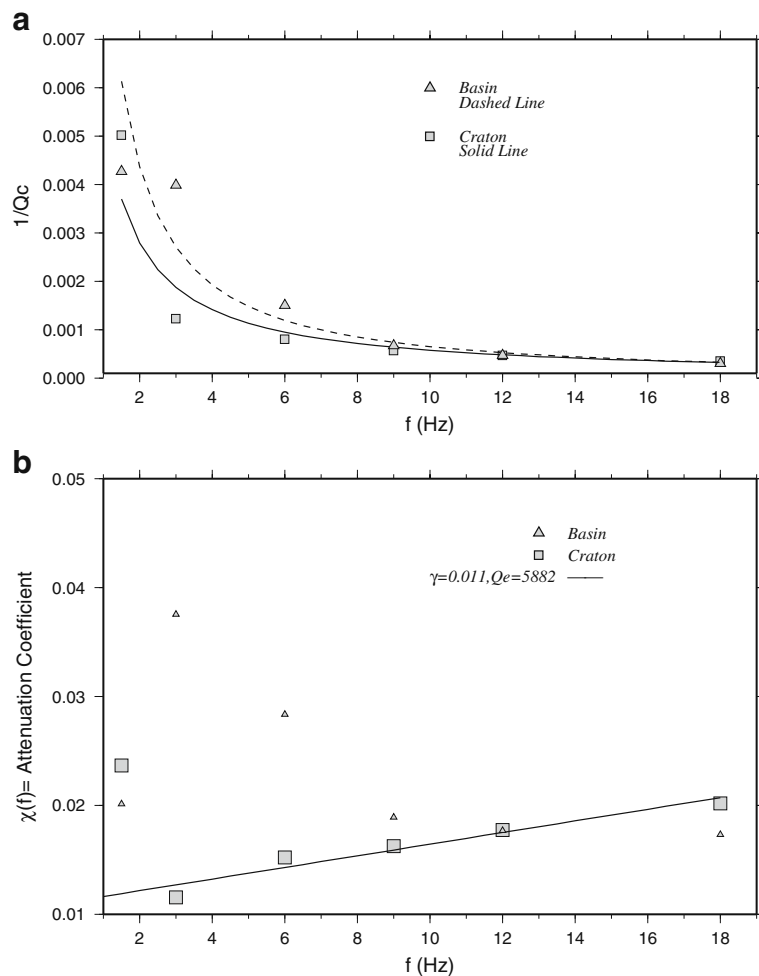 a
0.007
0.006
0.005
0.004
0.003
0.002
0.001
0.000
1/Qc
Basin
Dashed Line
Craton
Solid Line
2 4 6 8 10 12 14 16 18
f (Hz)
b
0.05
0.04
0.03
0.02
0.01
χ(f)= Attenuation Coefficient
Basin
Craton
γ=0.011,Qe=5882
2 4 6 8 10 12 14 16 18
f (Hz)